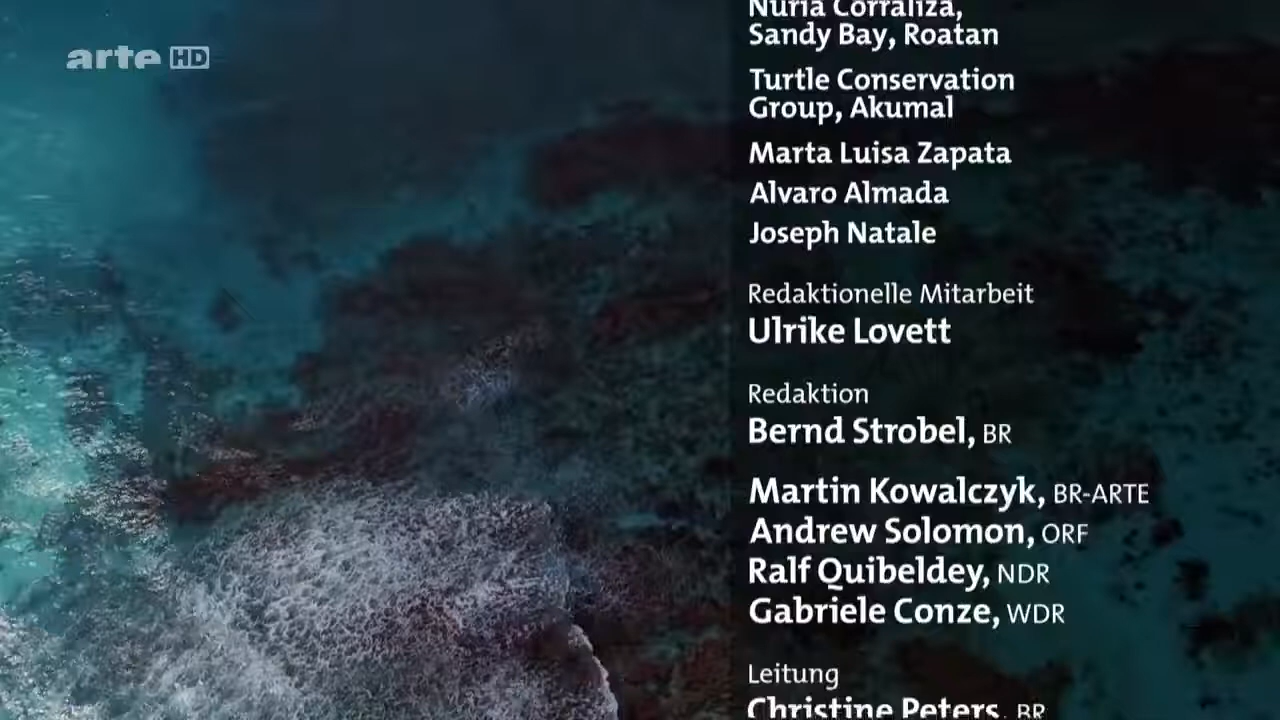 arte HD
Nuria Corraliza,
Sandy Bay, Roatan
Turtle Conservation
Group, Akumal
Marta Luisa Zapata
Alvaro Almada
Joseph Natale
Redaktionelle Mitarbeit
Ulrike Lovett
Redaktion
Bernd Strobel, BR
Martin Kowalczyk, BR-ARTE
Andrew Solomon, ORF
Ralf Quibeldey, NDR
Gabriele Conze, WDR
Leitung
Christine Peters, BR